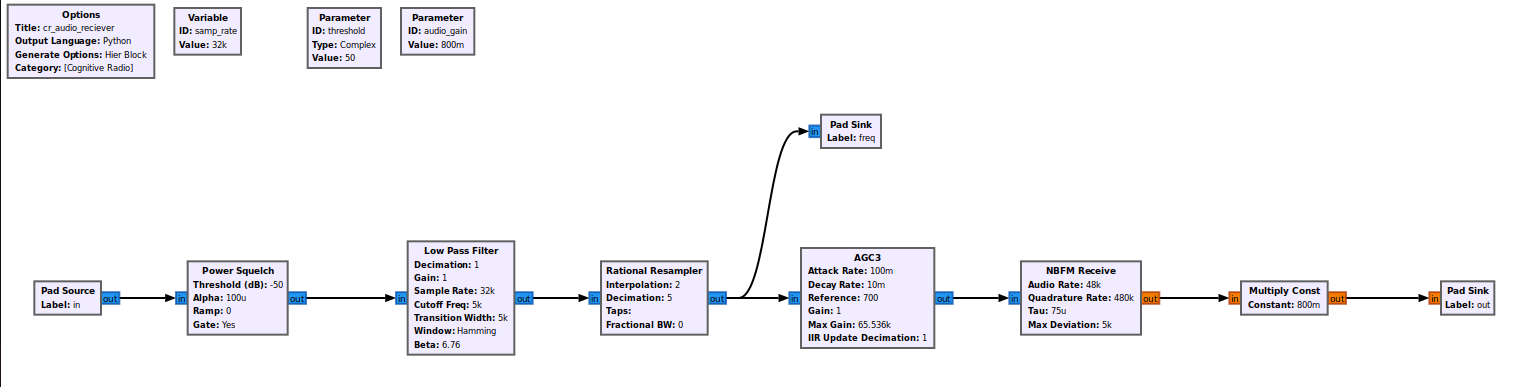 Options
Title: cr_audio_reciever
Output Language: Python
Generate Options: Hier Block
Category: [Cognitive Radio]
Variable
ID: samp_rate
Value: 32k
Parameter
ID: threshold
Type: Complex
Value: 50
Parameter
ID: audio_gain
Value: 800m
in
Pad Sink
Label: freq
Pad Source
Label: in
out
in
Power Squelch
Threshold (dB): -50
Alpha: 100u
Ramp: 0
Gate: Yes
out
in
Low Pass Filter
Decimation: 1
Gain: 1
Sample Rate: 32k
Cutoff Freq: 5k
Transition Width: 5k
Window: Hamming
Beta: 6.76
out
in
Rational Resampler
Interpolation: 2
Decimation: 5
Taps:
Fractional BW: 0
out
in
AGC3
Attack Rate: 100m
Decay Rate: 10m
Reference: 700
Gain: 1
Max Gain: 65.536k
IIR Update Decimation: 1
out
in
NBFM Receive
Audio Rate: 48k
Quadrature Rate: 480k
Tau: 75u
Max Deviation: 5k
out
in
Multiply Const
Constant: 800m
out
in
Pad Sink
Label: out